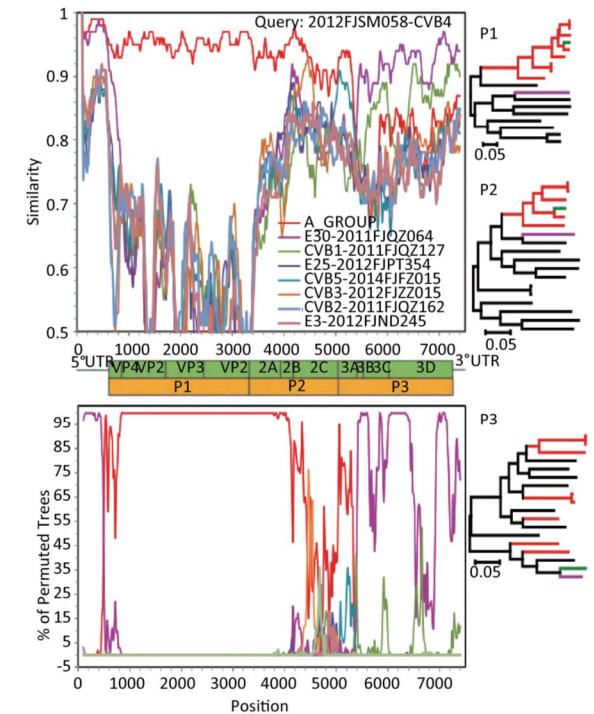 Query: 2012FJSM058-CVB4
Similarity
1
0.9
0.8
0.7
0.6
0.5
A_GROUP
E30-2011FJQZ064
CVB1-2011FJQZ127
E25-2012FJPT354
CVB5-2014FJFZ015
CVB3-2012FJZZ015
CVB2-2011FJQZ162
E3-2012FJND245
0 1000 2000 3000 4000 5000 6000 7000
5'UTR VP4 VP2 VP3 VP2 2A 2B 2C 3A 3B 3C 3D 3'UTR
P1 P2 P3
% of Permuted Trees
95
85
75
65
55
45
35
25
15
5
-5
0 1000 2000 3000 4000 5000 6000 7000
Position
P1
0.05
P2
0.05
P3
0.05